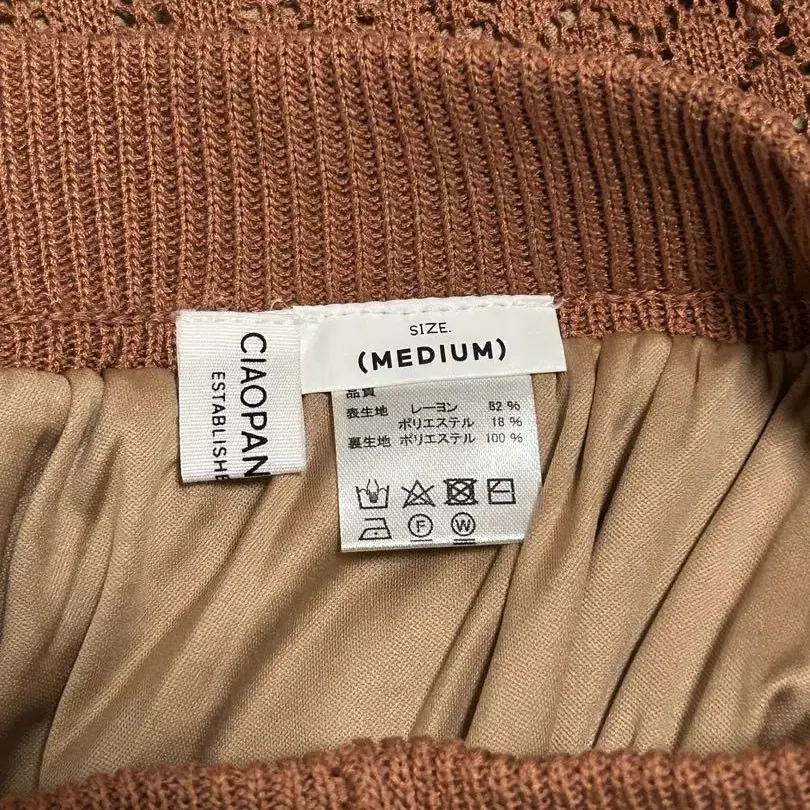 CIAOPAN
ESTABLISHE
SIZE.
(MEDIUM)
品質
表生地 レーヨン 82%
ポリエステル 18%
裏生地 ポリエステル 100%
F W